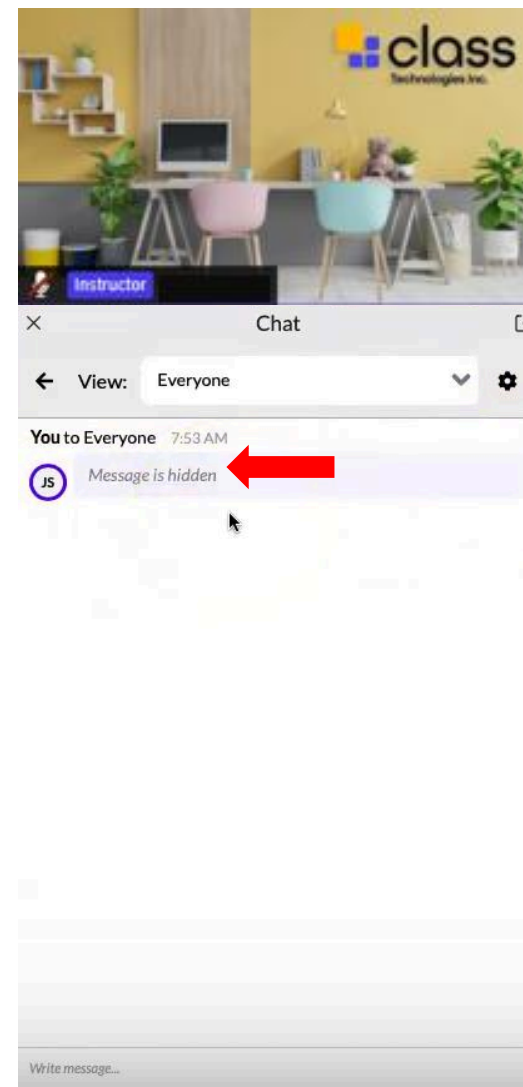 class
Technologies Inc.
Instructor
Chat
View: Everyone
You to Everyone 7:53 AM
JS Message is hidden
Write message...